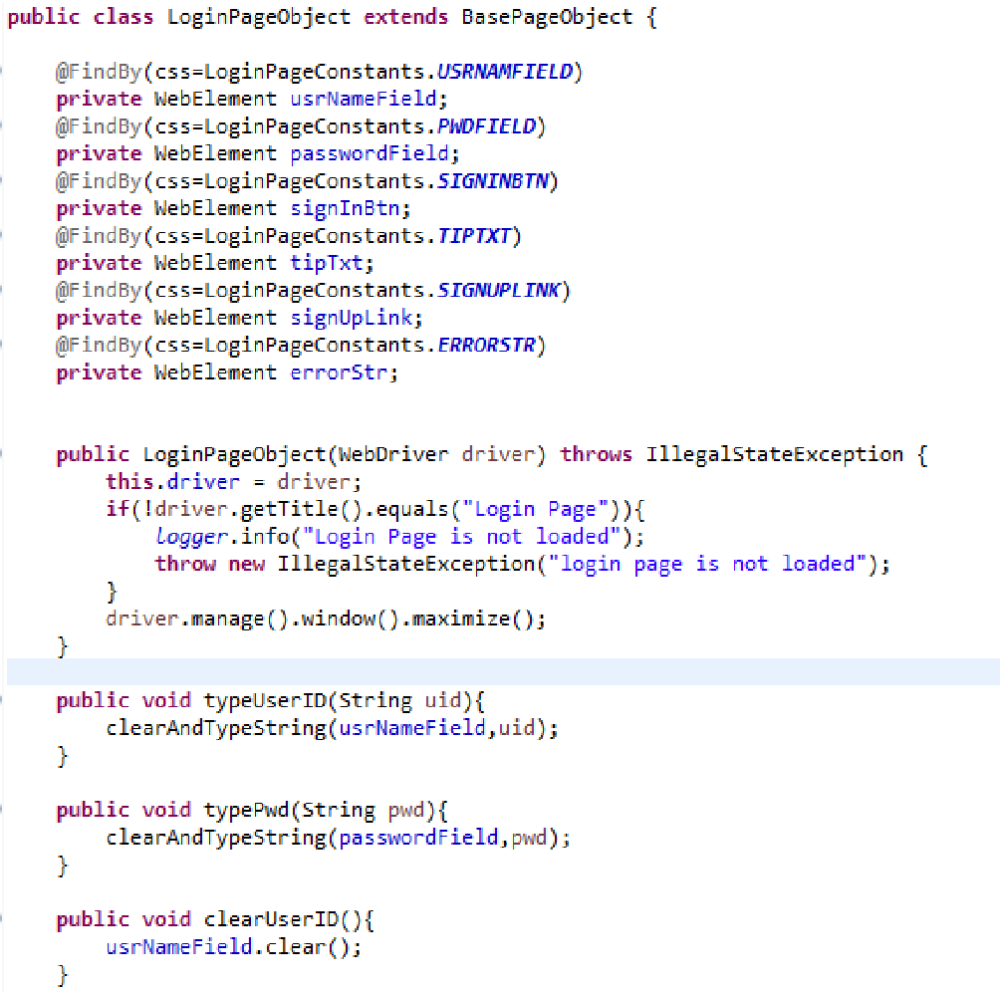 public class LoginPageObject extends BasePageObject {
@FindBy(css=LoginPageConstants.USRNAMFIELD)
private WebElement usrNameField;
@FindBy(css=LoginPageConstants.PWDFIELD)
private WebElement passwordField;
@FindBy(css=LoginPageConstants.SIGNINBTN)
private WebElement signInBtn;
@FindBy(css=LoginPageConstants.TIPTXT)
private WebElement tipTxt;
@FindBy(css=LoginPageConstants.SIGNUPLINK)
private WebElement signUpLink;
@FindBy(css=LoginPageConstants.ERRORSTR)
private WebElement errorStr;
public LoginPageObject(WebDriver driver) throws IllegalStateException {
this.driver = driver;
if(!driver.getTitle().equals("Login Page")){
logger.info("Login Page is not loaded");
throw new IllegalStateException("login page is not loaded");
}
driver.manage().window().maximize();
}
public void typeUserID(String uid){
clearAndTypeString(usrNameField,uid);
}
public void typePwd(String pwd){
clearAndTypeString(passwordField,pwd);
}
public void clearUserID(){
usrNameField.clear();
}